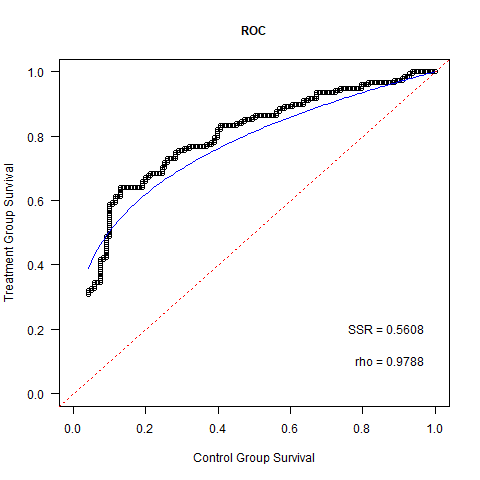 ROC
1.0
0.8
0.6
0.4
0.2
0.0
Treatment Group Survival
SSR = 0.5608
rho = 0.9788
0.0 0.2 0.4 0.6 0.8 1.0
Control Group Survival